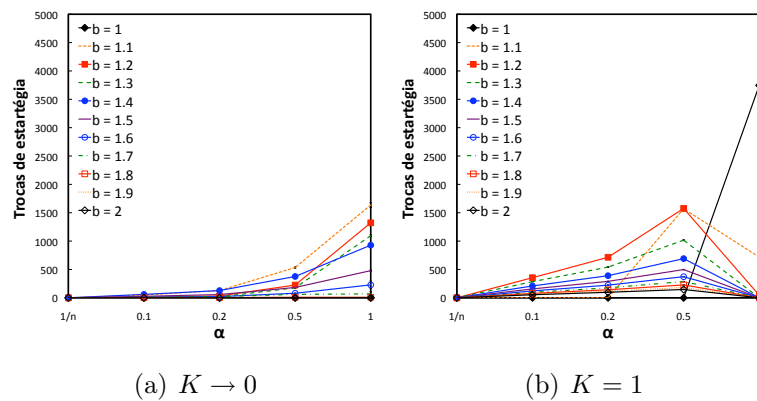 5000
4500
4000
3500
3000
2500
2000
1500
1000
500
0
Trocas de estartégia
b = 1
b = 1.1
b = 1.2
b = 1.3
b = 1.4
b = 1.5
b = 1.6
b = 1.7
b = 1.8
b = 1.9
b = 2
1/n 0.1 0.2 0.5 1
α
(a) K → 0
5000
4500
4000
3500
3000
2500
2000
1500
1000
500
0
Trocas de estartégia
b = 1
b = 1.1
b = 1.2
b = 1.3
b = 1.4
b = 1.5
b = 1.6
b = 1.7
b = 1.8
b = 1.9
b = 2
1/n 0.1 0.2 0.5
α
(b) K = 1